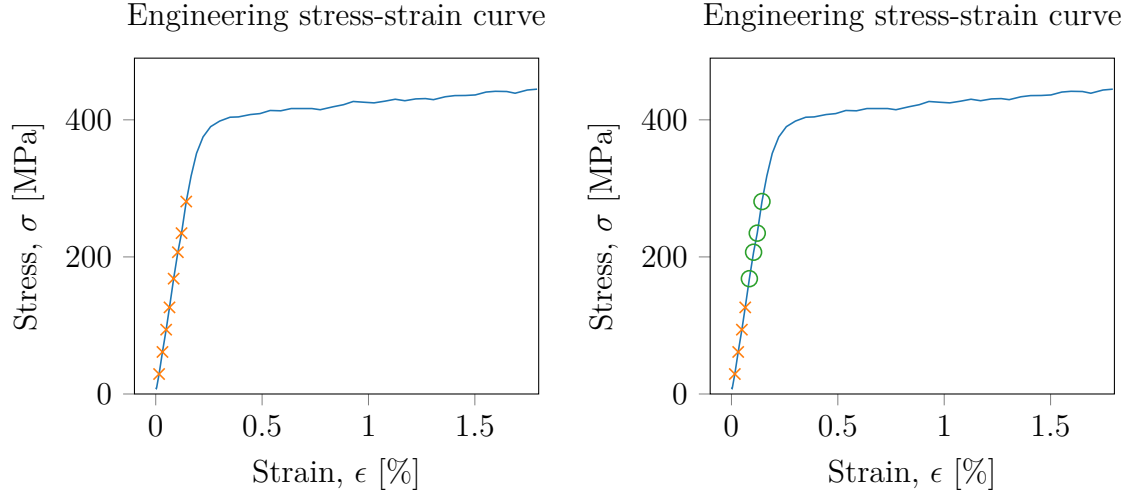 Engineering stress-strain curve
400
200
0
0 0.5 1 1.5
Stress, σ [MPa]
Strain, ϵ [%]
Engineering stress-strain curve
400
200
0
0 0.5 1 1.5
Stress, σ [MPa]
Strain, ϵ [%]